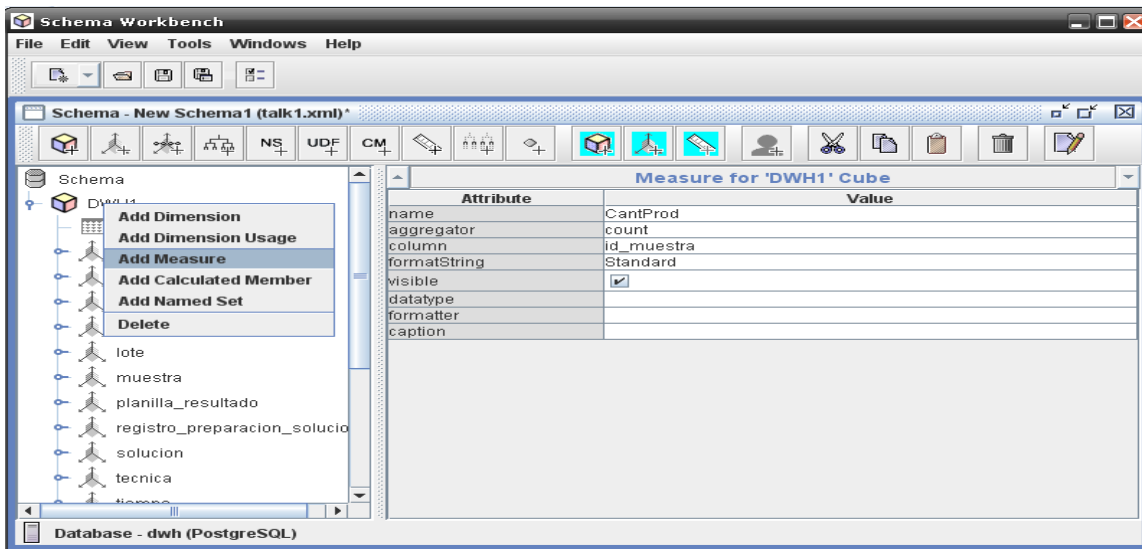 Schema Workbench
File Edit View Tools Windows Help
Schema - New Schema1 (talk1.xml)*
NS UDF CM
Schema
DWH1
Add Dimension
Add Dimension Usage
Add Measure
Add Calculated Member
Add Named Set
Delete
lote
muestra
planilla_resultado
registro_preparacion_solucio
solucion
tecnica
tiempo
Measure for 'DWH1' Cube
Attribute Value
name CantProd
aggregator count
column id_muestra
formatString Standard
visible
datatype
formatter
caption
Database - dwh (PostgreSQL)